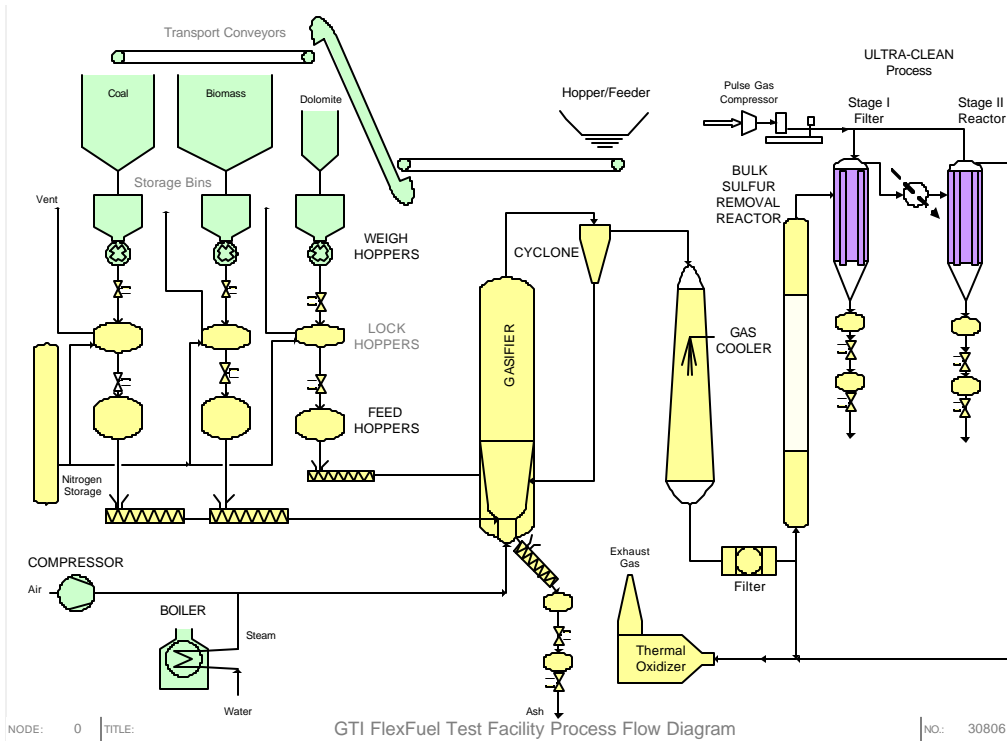 Transport Conveyors
ULTRA-CLEAN
Process
Coal
Biomass
Dolomite
Hopper/Feeder
Pulse Gas
Compressor
Stage I
Filter
Stage II
Reactor
Storage Bins
BULK
SULFUR
REMOVAL
REACTOR
Vent
WEIGH
HOPPERS
CYCLONE
LOCK
HOPPERS
GASIFIER
GAS
COOLER
FEED
HOPPERS
Nitrogen
Storage
COMPRESSOR
Air
Exhaust
Gas
Filter
BOILER
Steam
Thermal
Oxidizer
Water
Ash
NODE: 0 TITLE: GTI FlexFuel Test Facility Process Flow Diagram NO.: 30806